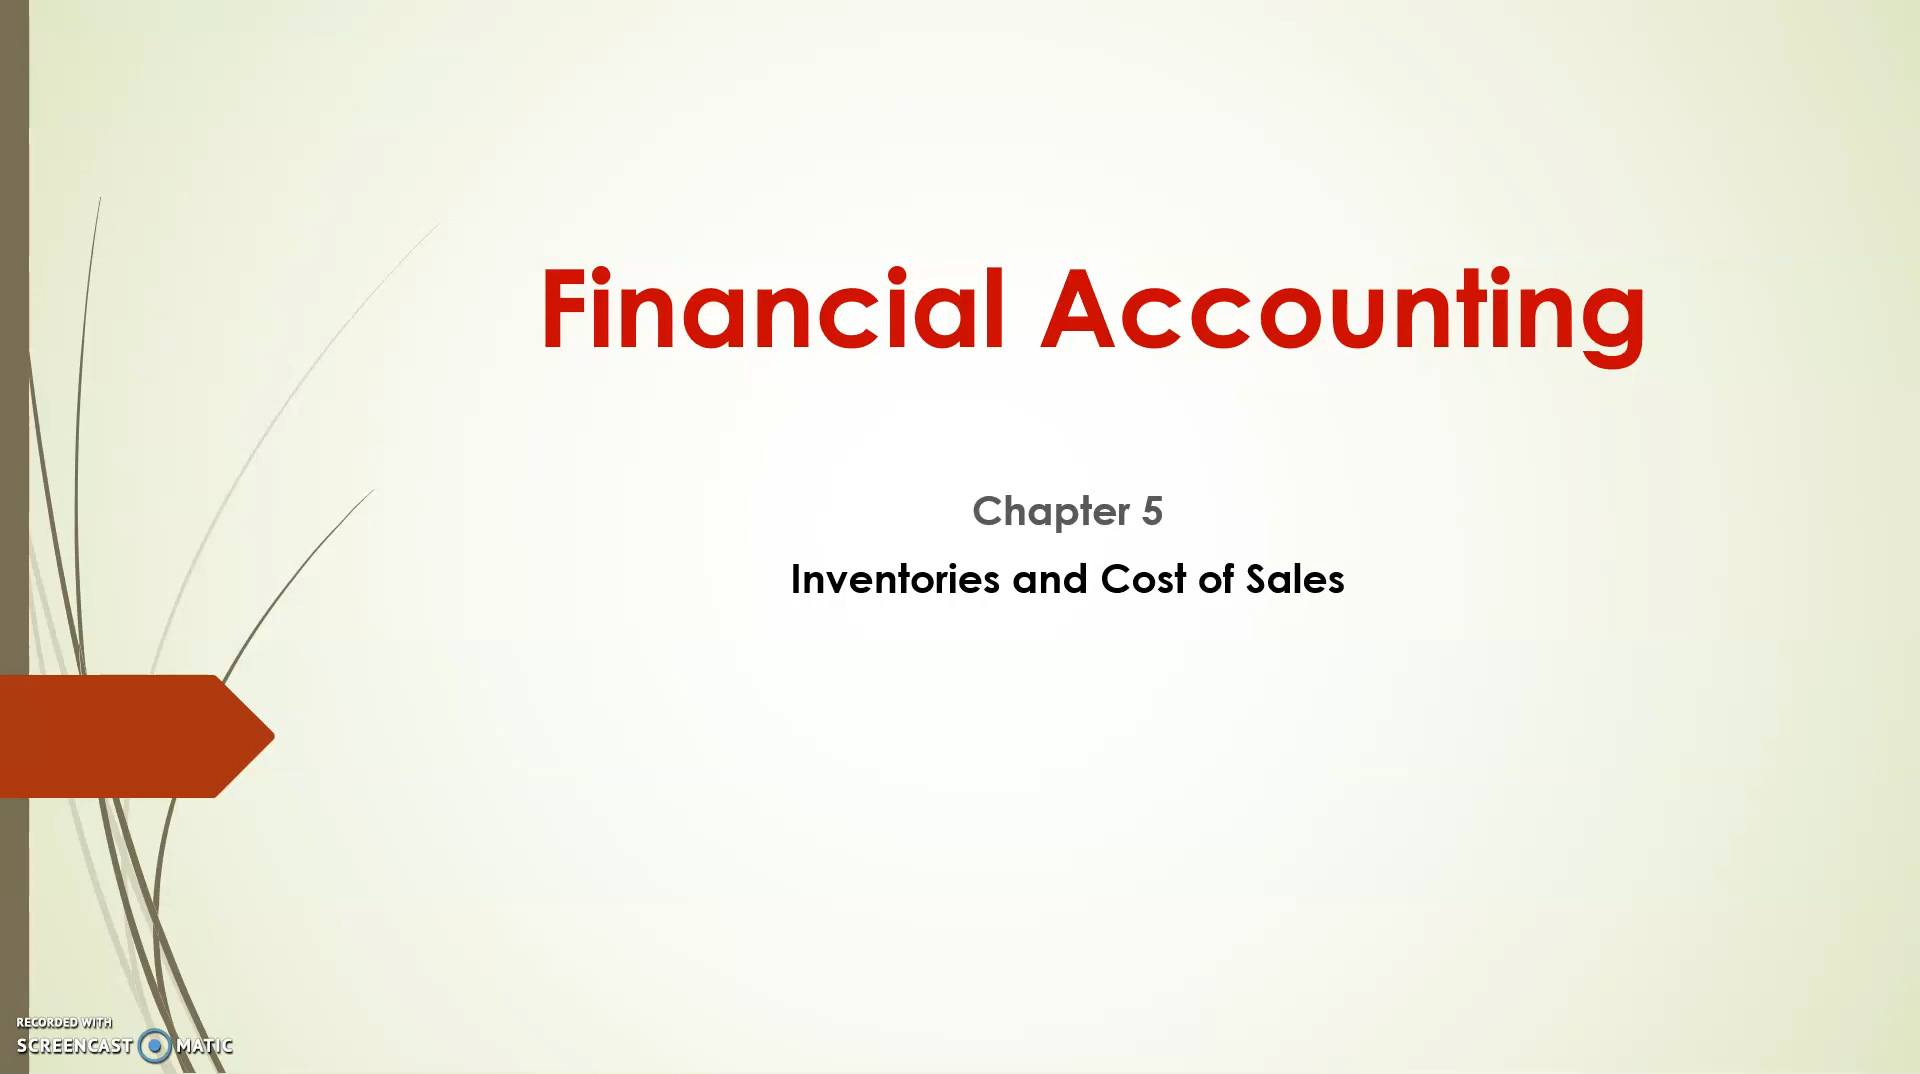 Financial Accounting
Chapter 5
Inventories and Cost of Sales
RECORDED WITH
SCREENCAST MATIC